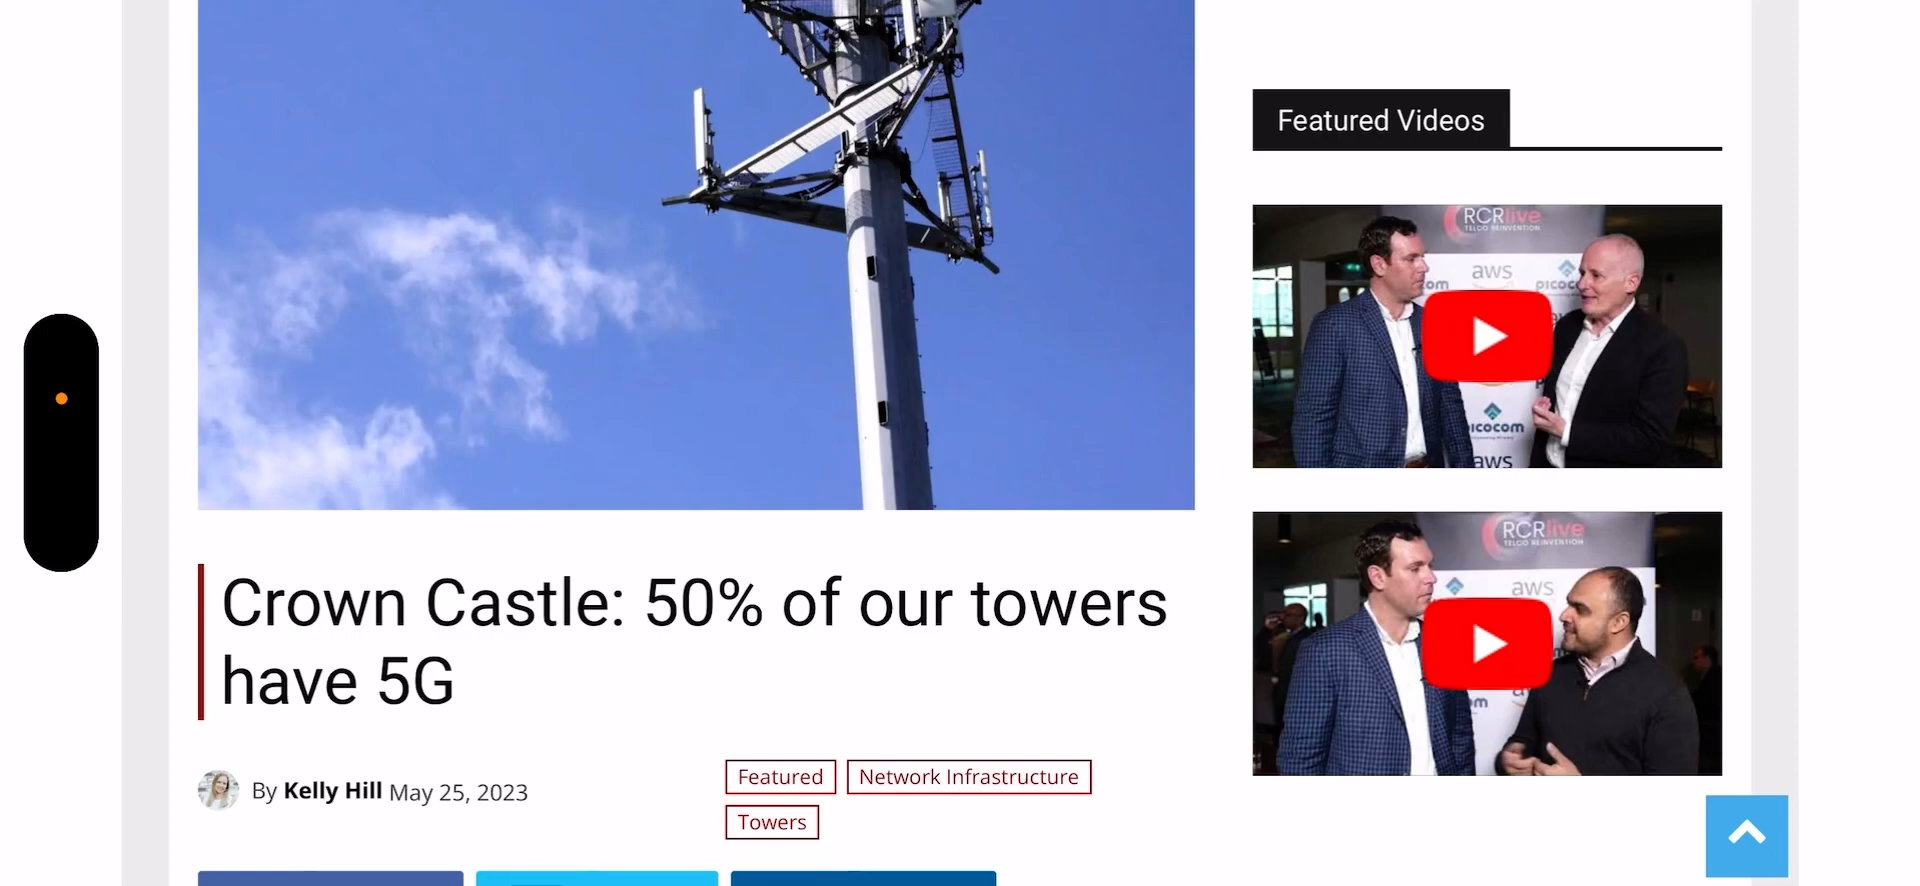 Featured Videos
RCRlive
TELCO REINVENTION
aws
picocom
aws
Crown Castle: 50% of our towers
have 5G
By Kelly Hill May 25, 2023
Featured
Network Infrastructure
Towers
RCRlive
TELCO REINVENTION
aws